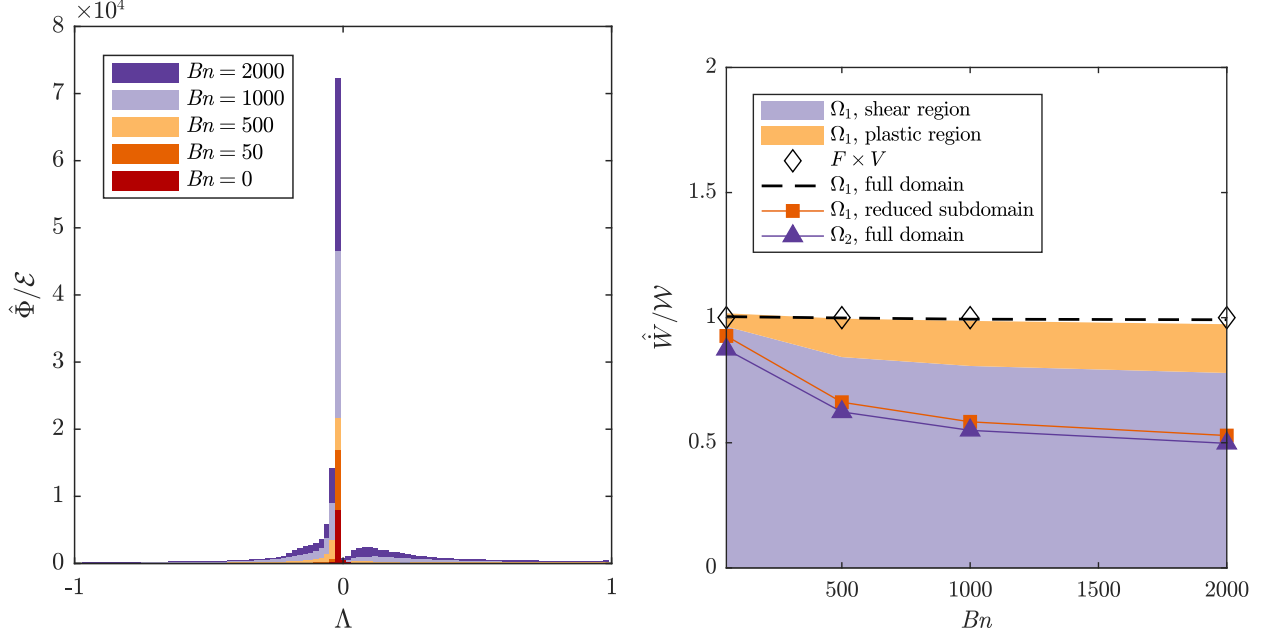 ×10⁴
8
7
6
5
4
3
2
1
0
Φ̂/ℰ
Bn = 2000
Bn = 1000
Bn = 500
Bn = 50
Bn = 0
-1
0
1
Λ
2
1.5
1
0.5
0
Ŵ̇/𝒲
Ω₁, shear region
Ω₁, plastic region
F × V
Ω₁, full domain
Ω₁, reduced subdomain
Ω₂, full domain
500
1000
1500
2000
Bn